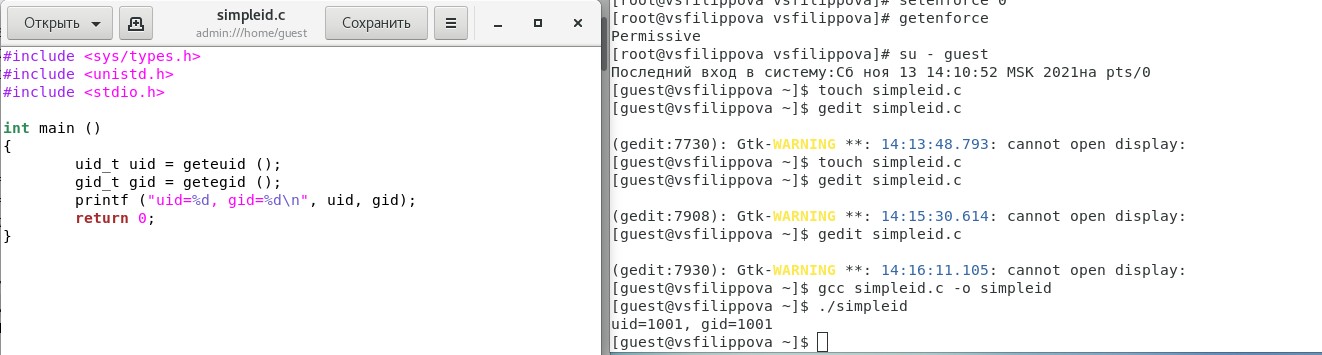 Открыть
simpleid.c
admin:///home/guest
Сохранить
#include <sys/types.h>
#include <unistd.h>
#include <stdio.h>
int main ()
{
        uid_t uid = geteuid ();
        gid_t gid = getegid ();
        printf ("uid=%d, gid=%d\n", uid, gid);
        return 0;
}
[root@vsfilippova vsfilippova]# setenforce 0
[root@vsfilippova vsfilippova]# getenforce
Permissive
[root@vsfilippova vsfilippova]# su - guest
Последний вход в систему:Сб ноя 13 14:10:52 MSK 2021на pts/0
[guest@vsfilippova ~]$ touch simpleid.c
[guest@vsfilippova ~]$ gedit simpleid.c
(gedit:7730): Gtk-WARNING **: 14:13:48.793: cannot open display:
[guest@vsfilippova ~]$ touch simpleid.c
[guest@vsfilippova ~]$ gedit simpleid.c
(gedit:7908): Gtk-WARNING **: 14:15:30.614: cannot open display:
[guest@vsfilippova ~]$ gedit simpleid.c
(gedit:7930): Gtk-WARNING **: 14:16:11.105: cannot open display:
[guest@vsfilippova ~]$ gcc simpleid.c -o simpleid
[guest@vsfilippova ~]$ ./simpleid
uid=1001, gid=1001
[guest@vsfilippova ~]$